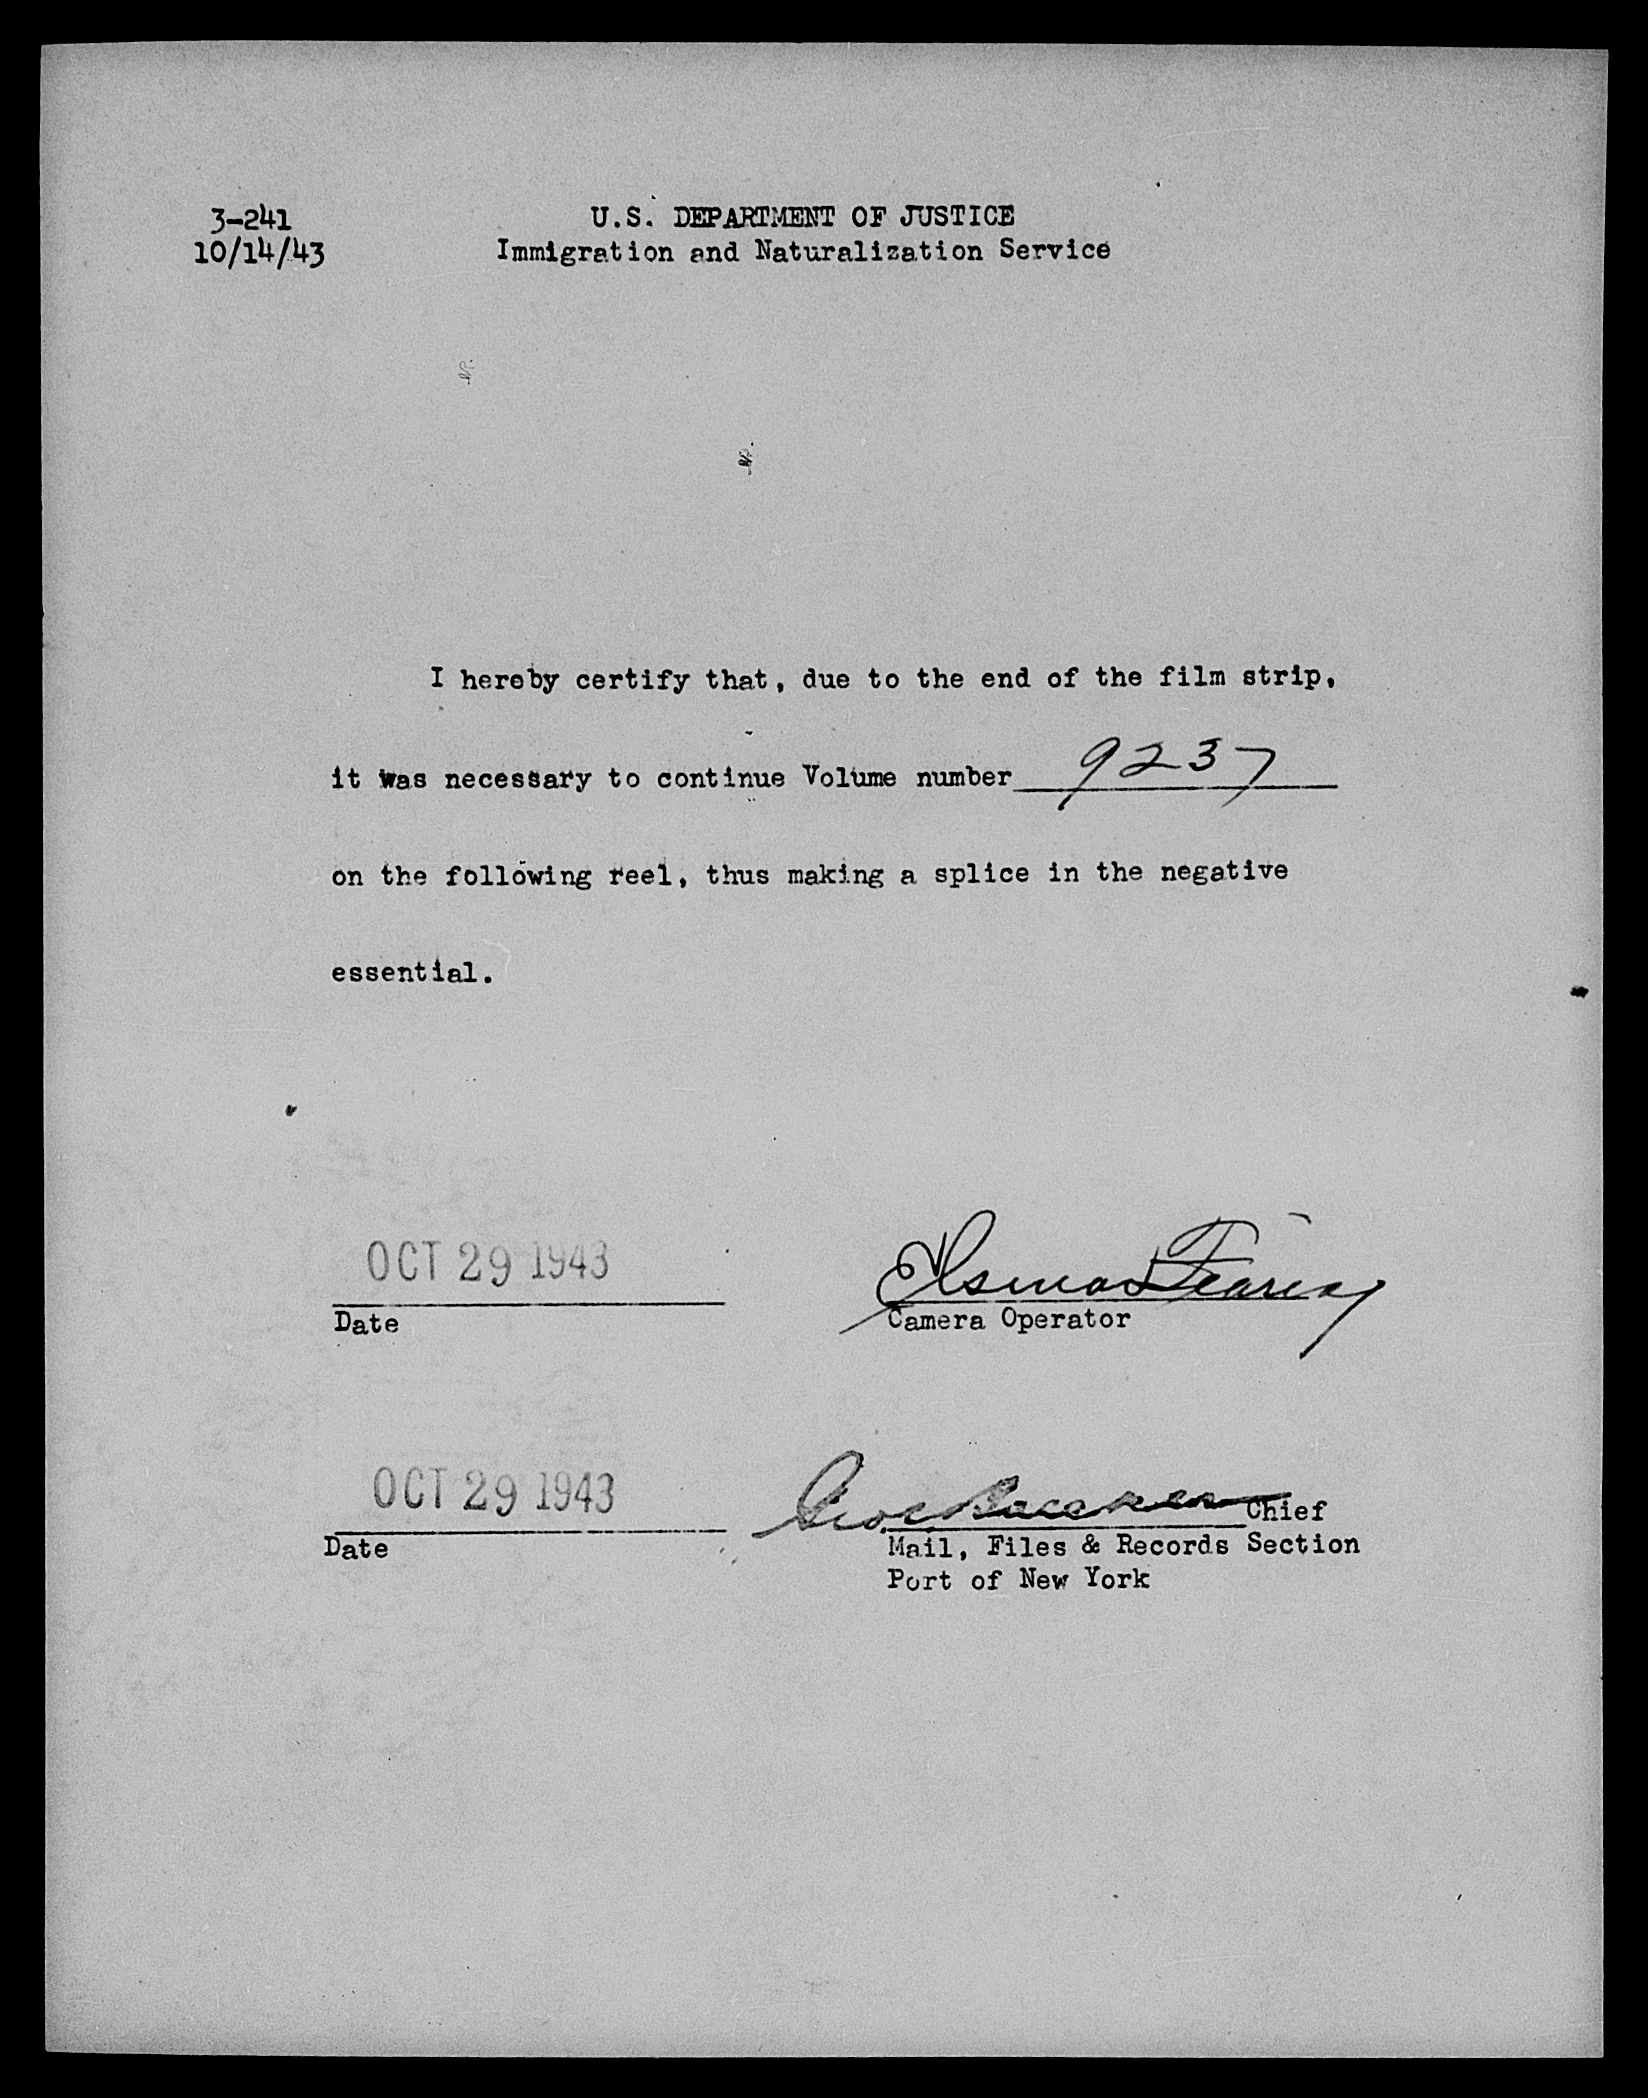 3-241
10/14/43
U.S. DEPARTMENT OF JUSTICE
Immigration and Naturalization Service
I hereby certify that, due to the end of the film strip,
it was necessary to continue Volume number 9237
on the following reel, thus making a splice in the negative
essential.
OCT 29 1943
Date
Camera Operator
OCT 29 1943
Chief
Date
Mail, Files & Records Section
Port of New York